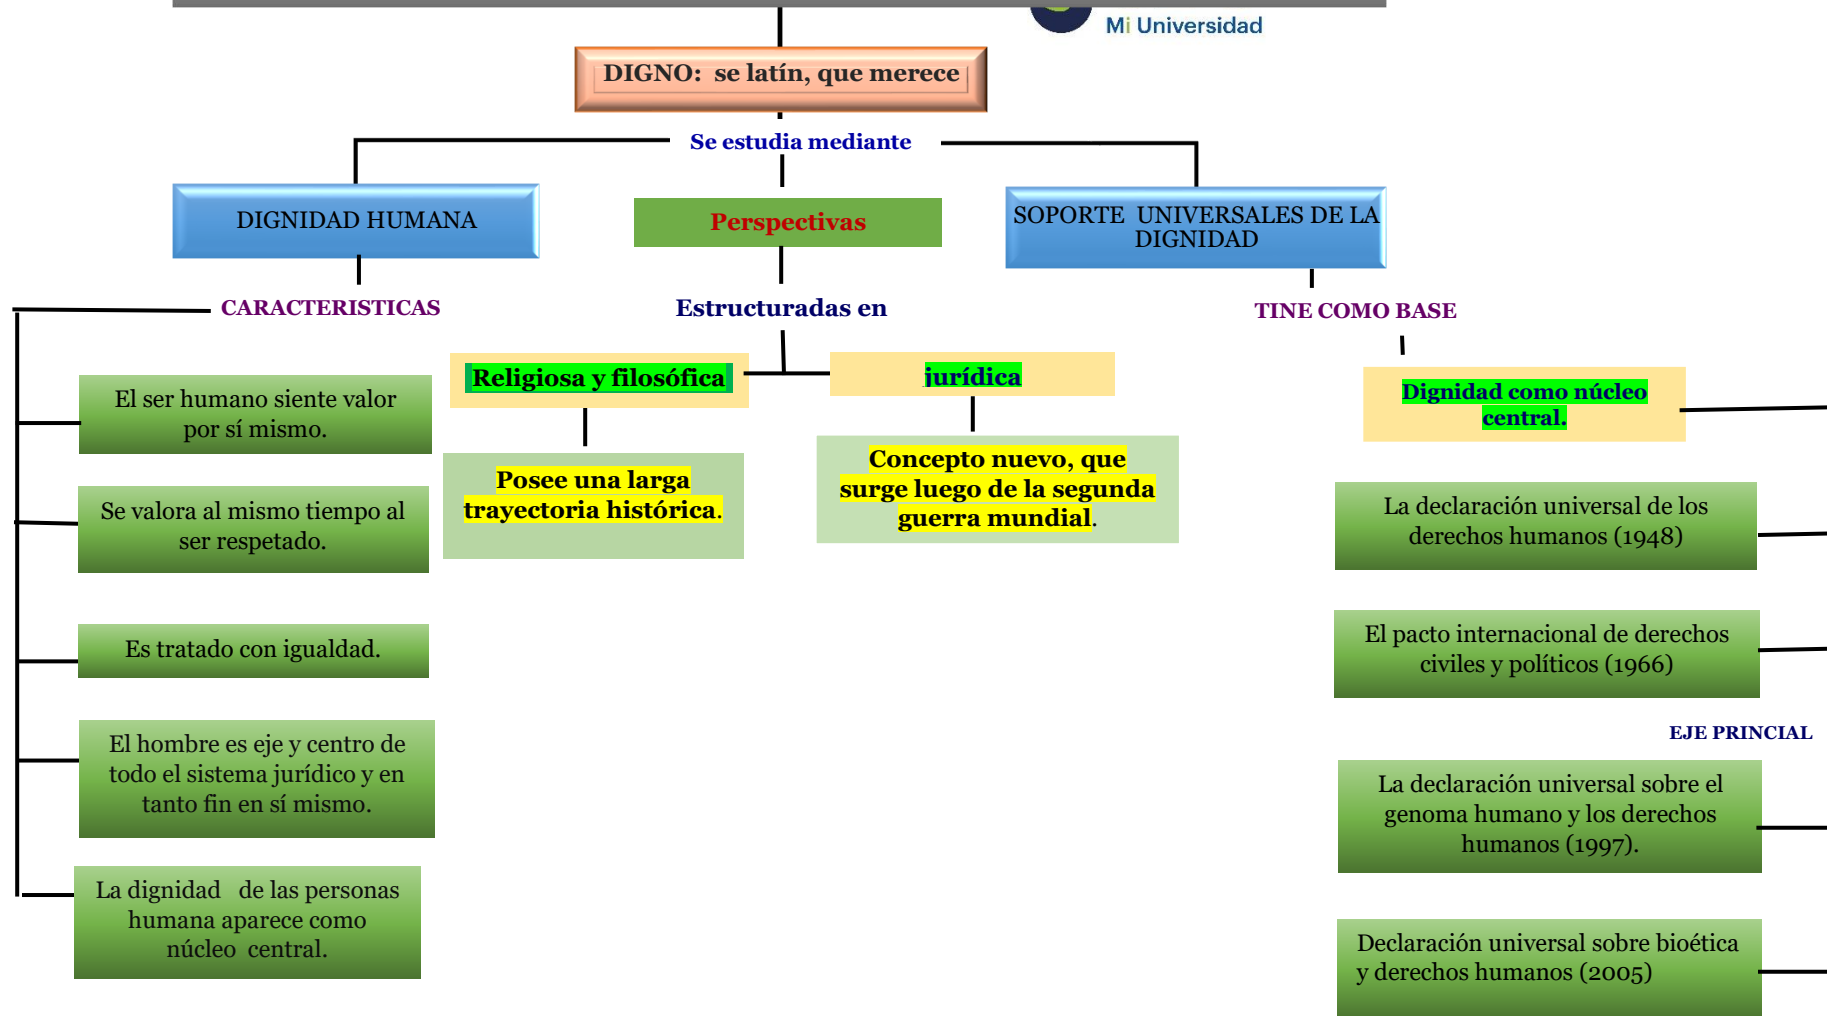 Mi Universidad
DIGNO:  se latín, que merece
Se estudia mediante
DIGNIDAD HUMANA
Perspectivas
SOPORTE  UNIVERSALES DE LA
DIGNIDAD
CARACTERISTICAS
Estructuradas en
TINE COMO BASE
Religiosa y filosófica
jurídica
Dignidad como núcleo
central.
El ser humano siente valor
por sí mismo.
Posee una larga
trayectoria histórica.
Concepto nuevo, que
surge luego de la segunda
guerra mundial.
Se valora al mismo tiempo al
ser respetado.
La declaración universal de los
derechos humanos (1948)
Es tratado con igualdad.
El pacto internacional de derechos
civiles y políticos (1966)
EJE PRINCIAL
El hombre es eje y centro de
todo el sistema jurídico y en
tanto fin en sí mismo.
La declaración universal sobre el
genoma humano y los derechos
humanos (1997).
La dignidad   de las personas
humana aparece como
núcleo  central.
Declaración universal sobre bioética
y derechos humanos (2005)